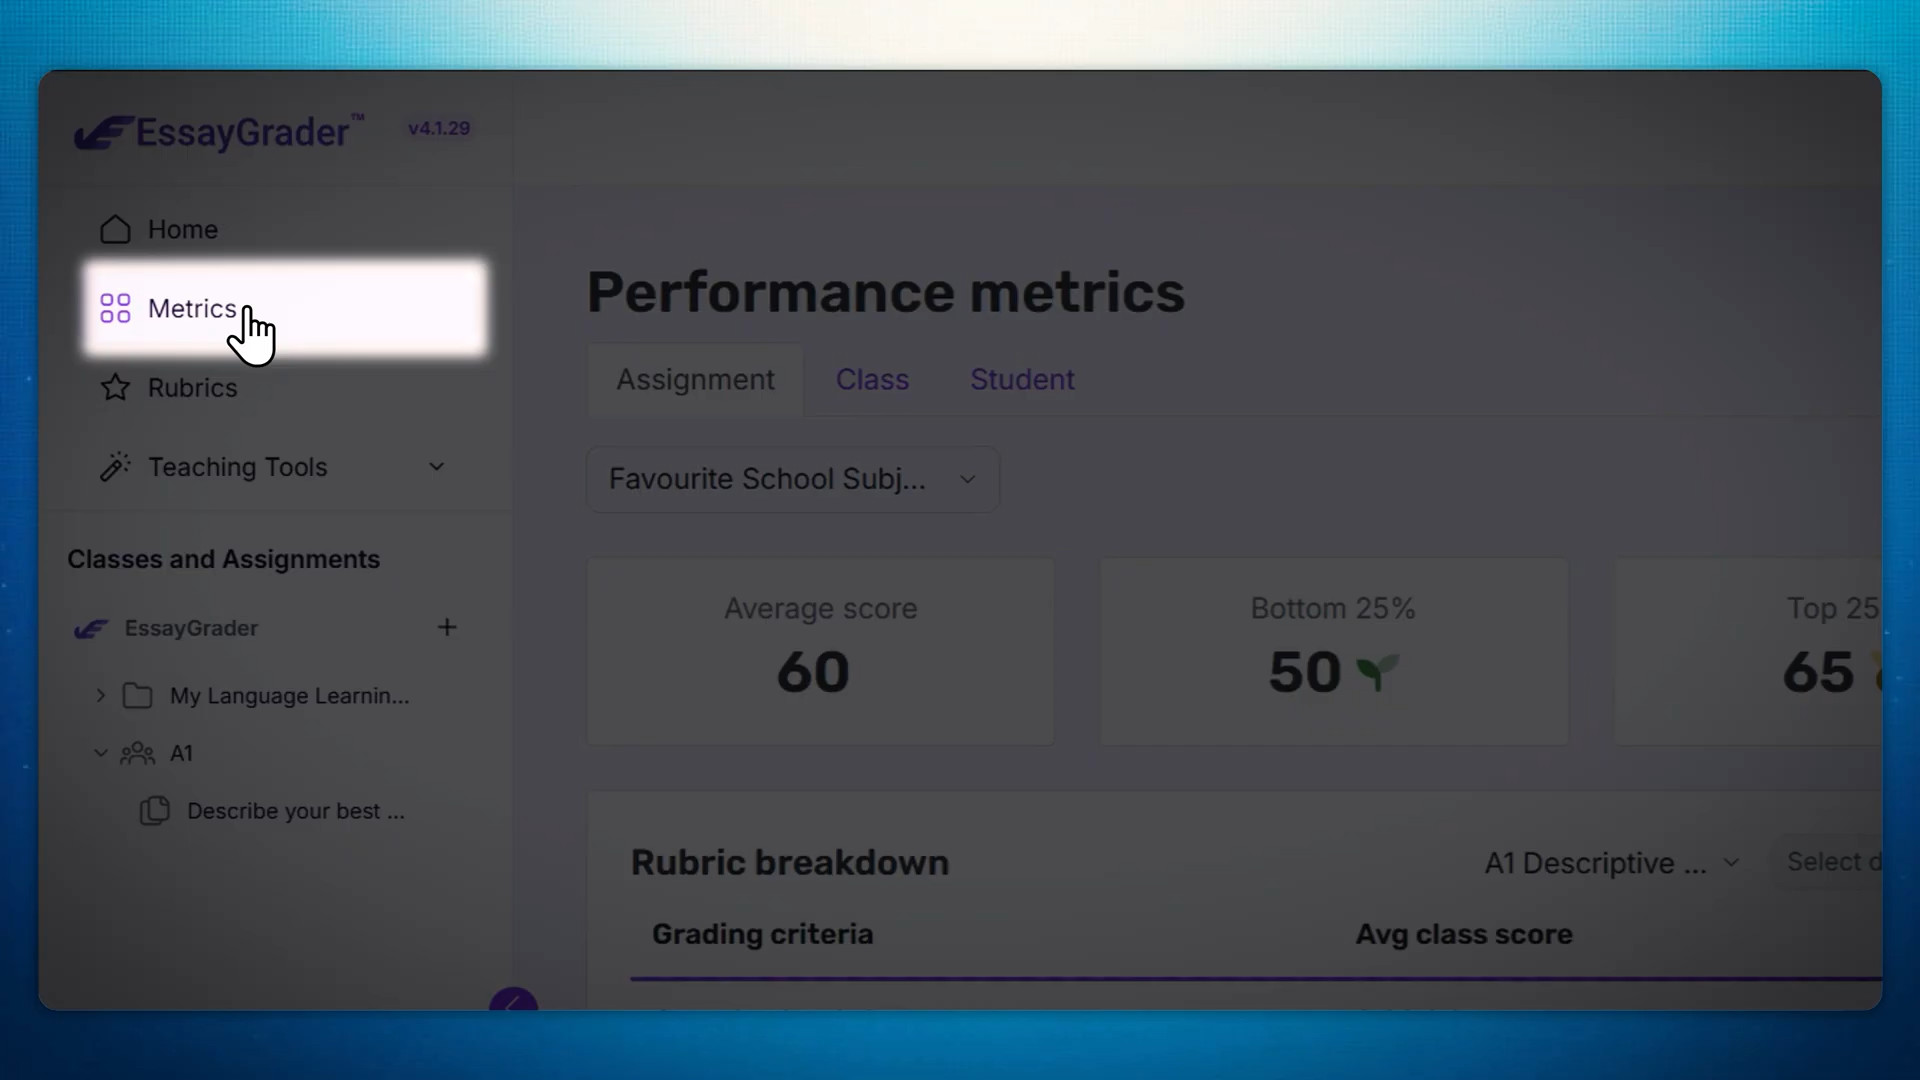 EssayGrader™ v4.1.29
Home
Metrics
Rubrics
Teaching Tools
Classes and Assignments
EssayGrader
My Language Learnin...
A1
Describe your best ...
Performance metrics
Assignment Class Student
Favourite School Subj...
Average score
60
Bottom 25%
50
Top 25
65
Rubric breakdown
A1 Descriptive ...
Select d
Grading criteria
Avg class score